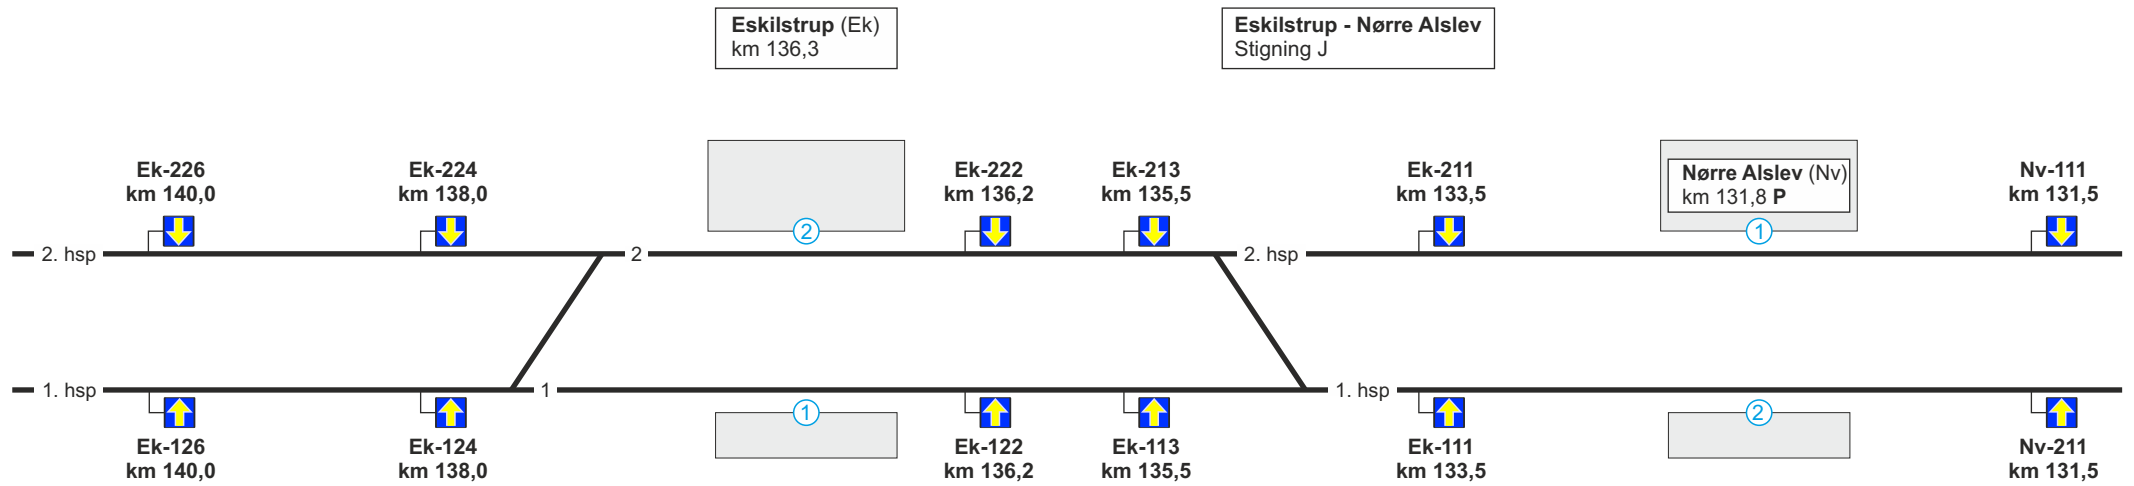 Eskilstrup (Ek)
km 136,3
Eskilstrup - Nørre Alslev
Stigning J
Ek-226
km 140,0
Ek-224
km 138,0
Ek-222
km 136,2
Ek-213
km 135,5
Ek-211
km 133,5
Nørre Alslev (Nv)
km 131,8 P
Nv-111
km 131,5
2
1
2. hsp
2
2. hsp
1. hsp
1
1. hsp
1
2
Ek-126
km 140,0
Ek-124
km 138,0
Ek-122
km 136,2
Ek-113
km 135,5
Ek-111
km 133,5
Nv-211
km 131,5